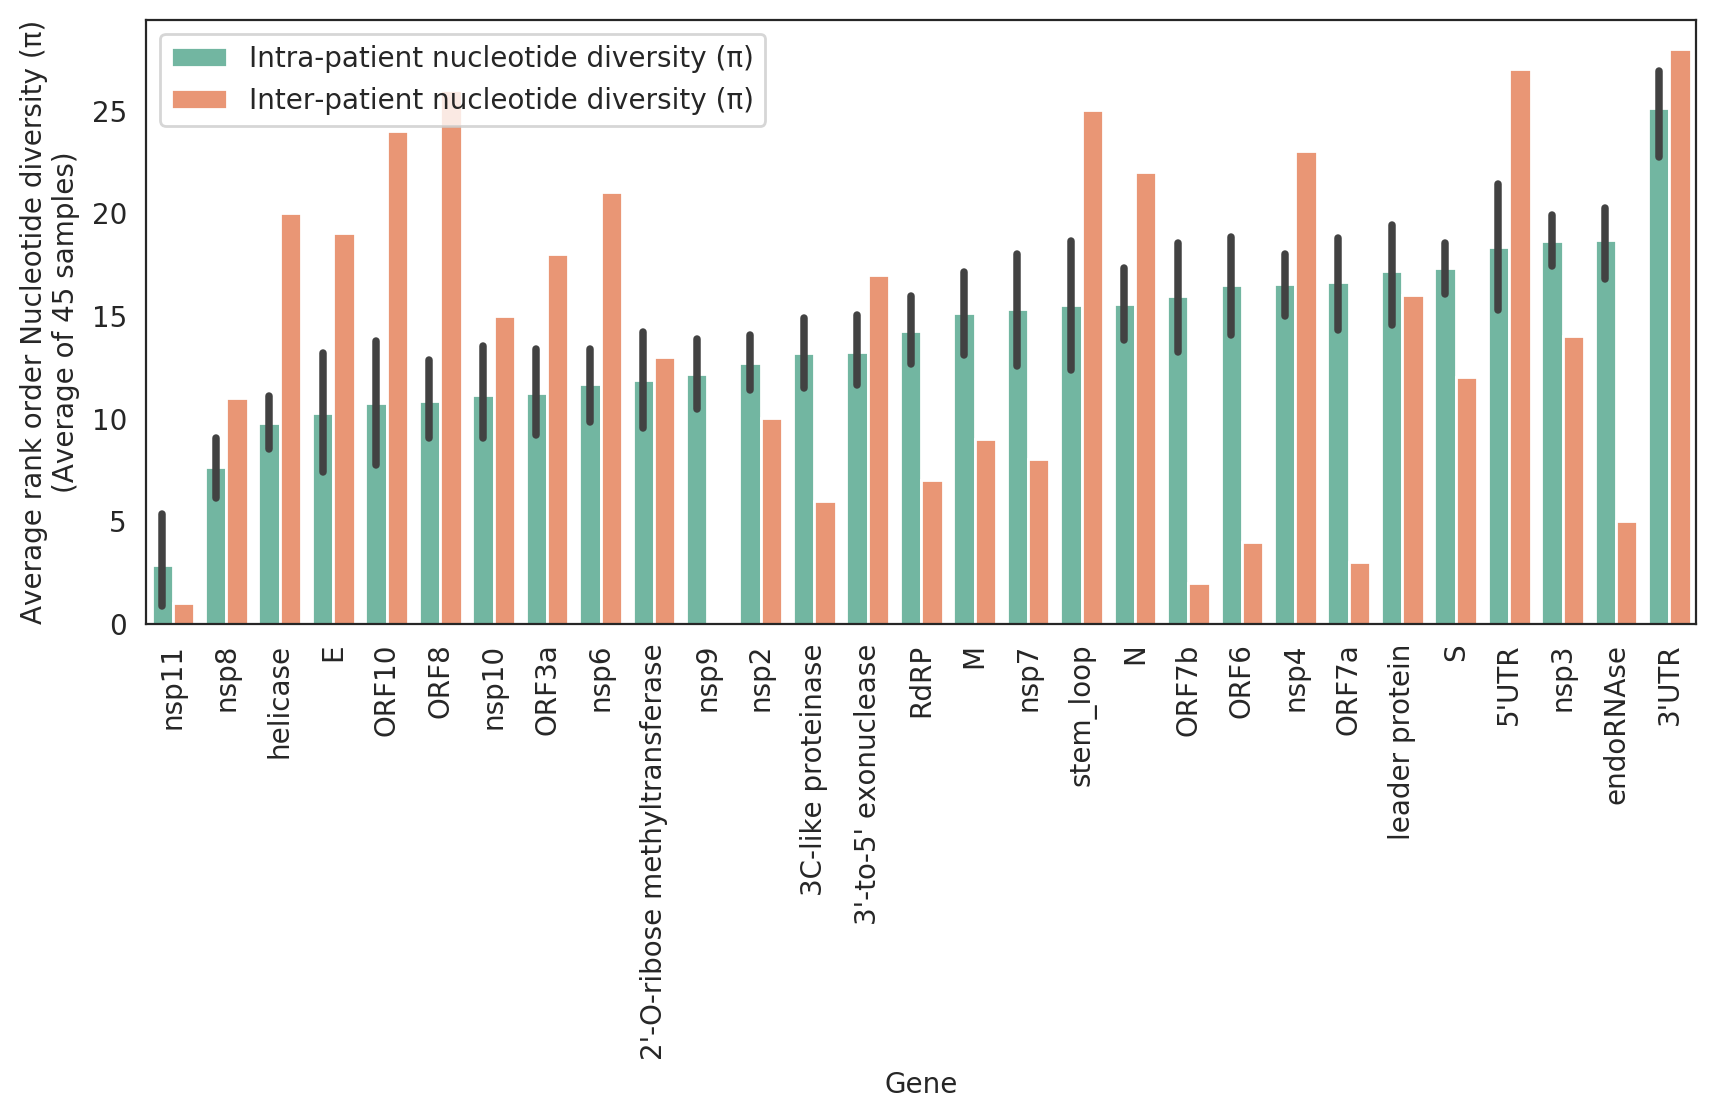 Intra-patient nucleotide diversity (π)
Inter-patient nucleotide diversity (π)
Average rank order Nucleotide diversity (π)
(Average of 45 samples)
25
20
15
10
5
0
nsp11
nsp8
helicase
E
ORF10
ORF8
nsp10
ORF3a
nsp6
2'-O-ribose methyltransferase
nsp9
nsp2
3C-like proteinase
3'-to-5' exonuclease
RdRP
M
nsp7
stem_loop
N
ORF7b
ORF6
nsp4
ORF7a
leader protein
S
5'UTR
nsp3
endoRNAse
3'UTR
Gene